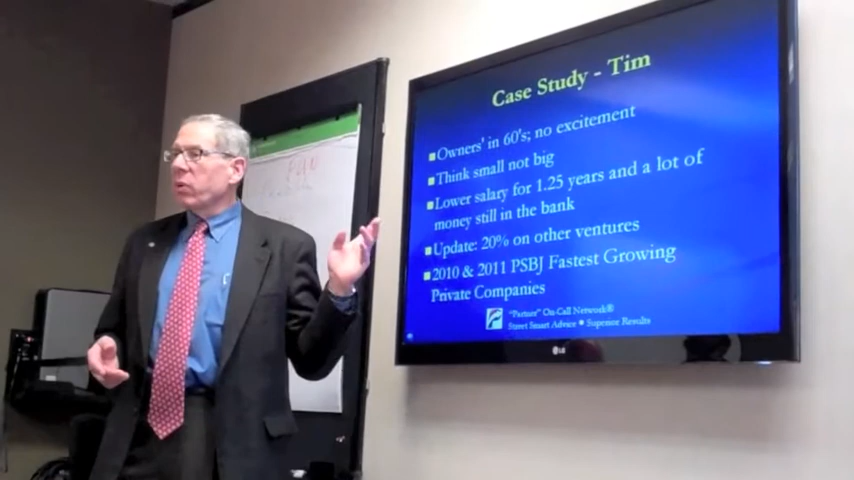 Case Study - Tim
Owners' in 60's; no excitement
Think small not big
Lower salary for 1.25 years and a lot of
money still in the bank
Update: 20% on other ventures
2010 & 2011 PSBJ Fastest Growing
Private Companies
"Partner" On-Call Network®
Street Smart Advice • Superior Results
LG